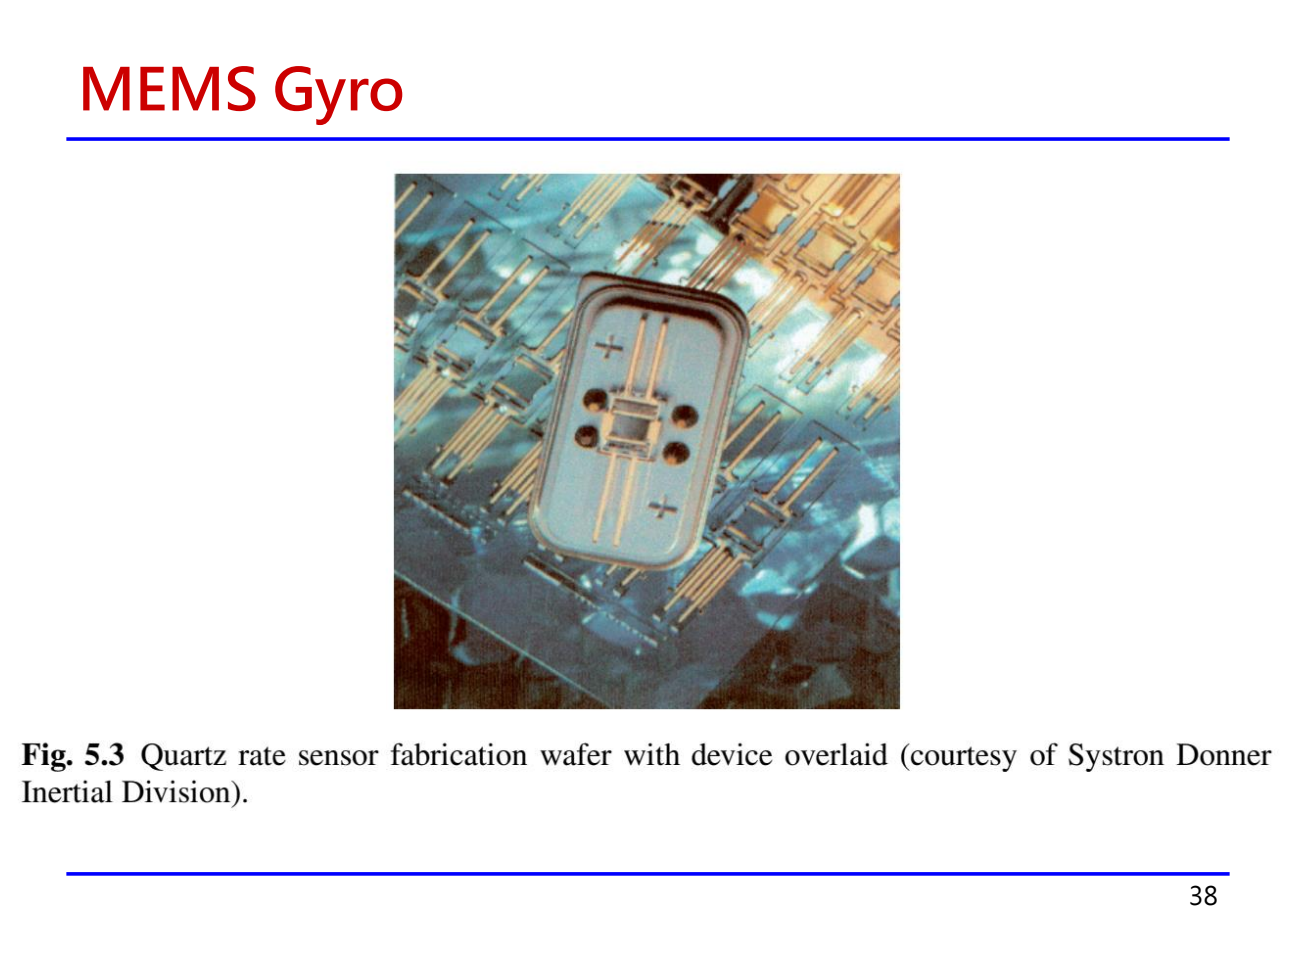 MEMS Gyro
Fig. 5.3 Quartz rate sensor fabrication wafer with device overlaid (courtesy of Systron Donner
Inertial Division).
38